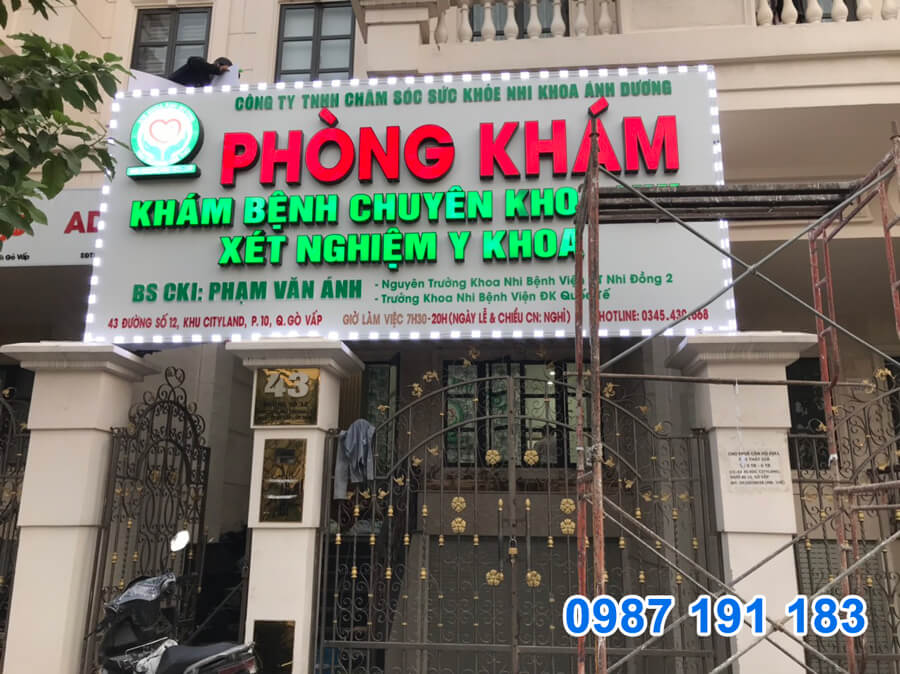 CÔNG TY TNHH CHĂM SÓC SỨC KHỎE NHI KHOA ÁNH DƯƠNG
PHÒNG KHÁM
KHÁM BỆNH CHUYÊN KHOA
XÉT NGHIỆM Y KHOA
BS CKI: PHẠM VĂN ÁNH
- Nguyên Trưởng Khoa Nhi Bệnh Viện Nhi Đồng 2
- Trưởng Khoa Nhi Bệnh Viện ĐK Quốc Tế
43 ĐƯỜNG SỐ 12, KHU CITYLAND, P.10, Q.GÒ VẤP GIỜ LÀM VIỆC 7H30-20H(NGÀY LỄ & CHIỀU CN: NGHỈ) HOTLINE:
AD
Gò Vấp
43
0987 191 183